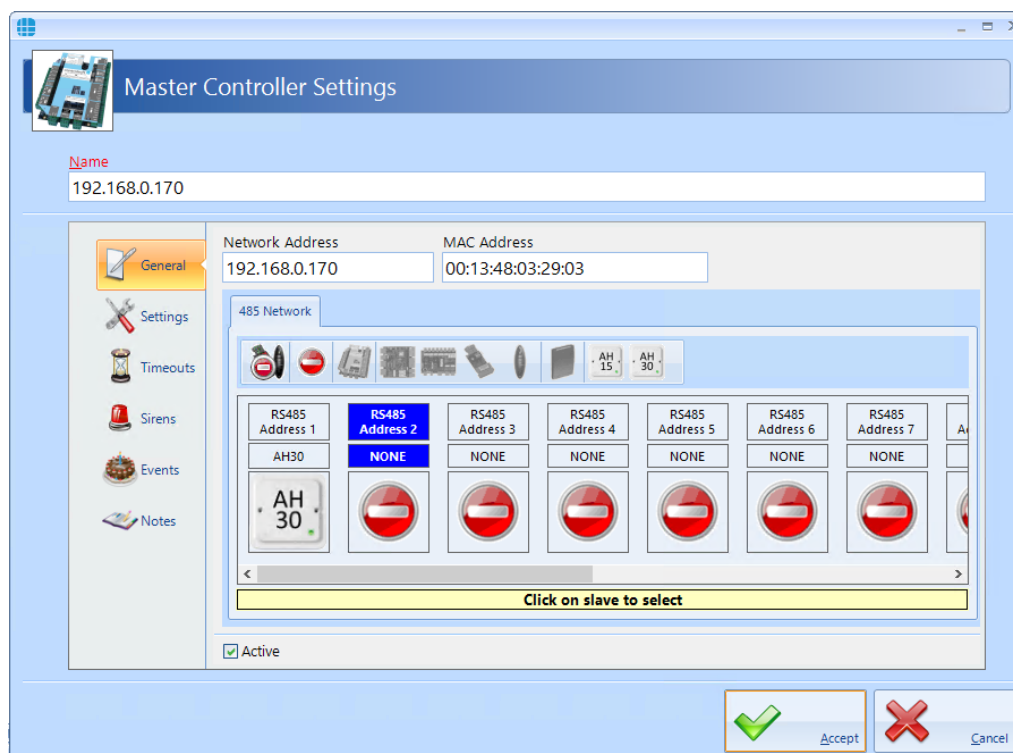 Master Controller Settings
Name
192.168.0.170
General
Settings
Timeouts
Sirens
Events
Notes
Network Address
MAC Address
192.168.0.170
00:13:48:03:29:03
485 Network
AH
15
AH
30
RS485
Address 1
RS485
Address 2
RS485
Address 3
RS485
Address 4
RS485
Address 5
RS485
Address 6
RS485
Address 7
AH30
NONE
NONE
NONE
NONE
NONE
NONE
AH
30
Click on slave to select
Active
Accept
Cancel